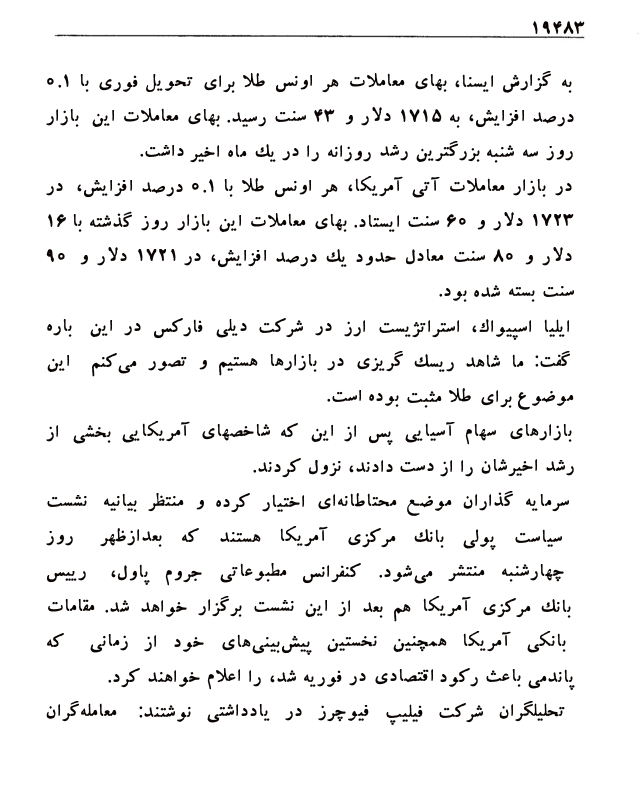 ۱۹۴۸۳
به گزارش ایسنا، بهای معاملات هر اونس طلا برای تحویل فوری با ۰.۱
درصد افزایش، به ۱۷۱۵ دلار و ۴۳ سنت رسید. بهای معاملات این بازار
روز سه شنبه بزرگترین رشد روزانه را در یك ماه اخیر داشت.
در بازار معاملات آتی آمریکا، هر اونس طلا با ۰.۱ درصد افزایش، در
۱۷۲۳ دلار و ۶۰ سنت ایستاد. بهای معاملات این بازار روز گذشته با ۱۶
دلار و ۸۰ سنت معادل حدود یك درصد افزایش، در ۱۷۲۱ دلار و ۹۰
سنت بسته شده بود.
ایلیا اسپیواك، استراتژیست ارز در شرکت دیلی فارکس در این باره
گفت: ما شاهد ریسك گریزی در بازارها هستیم و تصور می‌کنم این
موضوع برای طلا مثبت بوده است.
بازارهای سهام آسیایی پس از این که شاخصهای آمریکایی بخشی از
رشد اخیرشان را از دست دادند، نزول کردند.
سرمایه گذاران موضع محتاطانه‌ای اختیار کرده و منتظر بیانیه نشست
سیاست پولی بانك مرکزی آمریکا هستند که بعدازظهر روز
چهارشنبه منتشر می‌شود. کنفرانس مطبوعاتی جروم پاول، رییس
بانك مرکزی آمریکا هم بعد از این نشست برگزار خواهد شد. مقامات
بانکی آمریکا همچنین نخستین پیش‌بینی‌های خود از زمانی که
پاندمی باعث رکود اقتصادی در فوریه شد، را اعلام خواهند کرد.
تحلیلگران شرکت فیلیپ فیوچرز در یادداشتی نوشتند: معامله‌گران